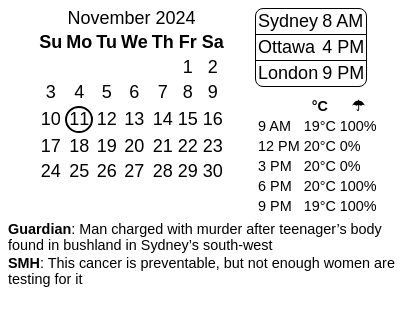 November 2024
Su Mo Tu We Th Fr Sa
1 2
3 4 5 6 7 8 9
10 11 12 13 14 15 16
17 18 19 20 21 22 23
24 25 26 27 28 29 30
Sydney 8 AM
Ottawa 4 PM
London 9 PM
°C ☂
9 AM 19°C 100%
12 PM 20°C 0%
3 PM 20°C 0%
6 PM 20°C 100%
9 PM 19°C 100%
Guardian: Man charged with murder after teenager’s body
found in bushland in Sydney’s south-west
SMH: This cancer is preventable, but not enough women are
testing for it